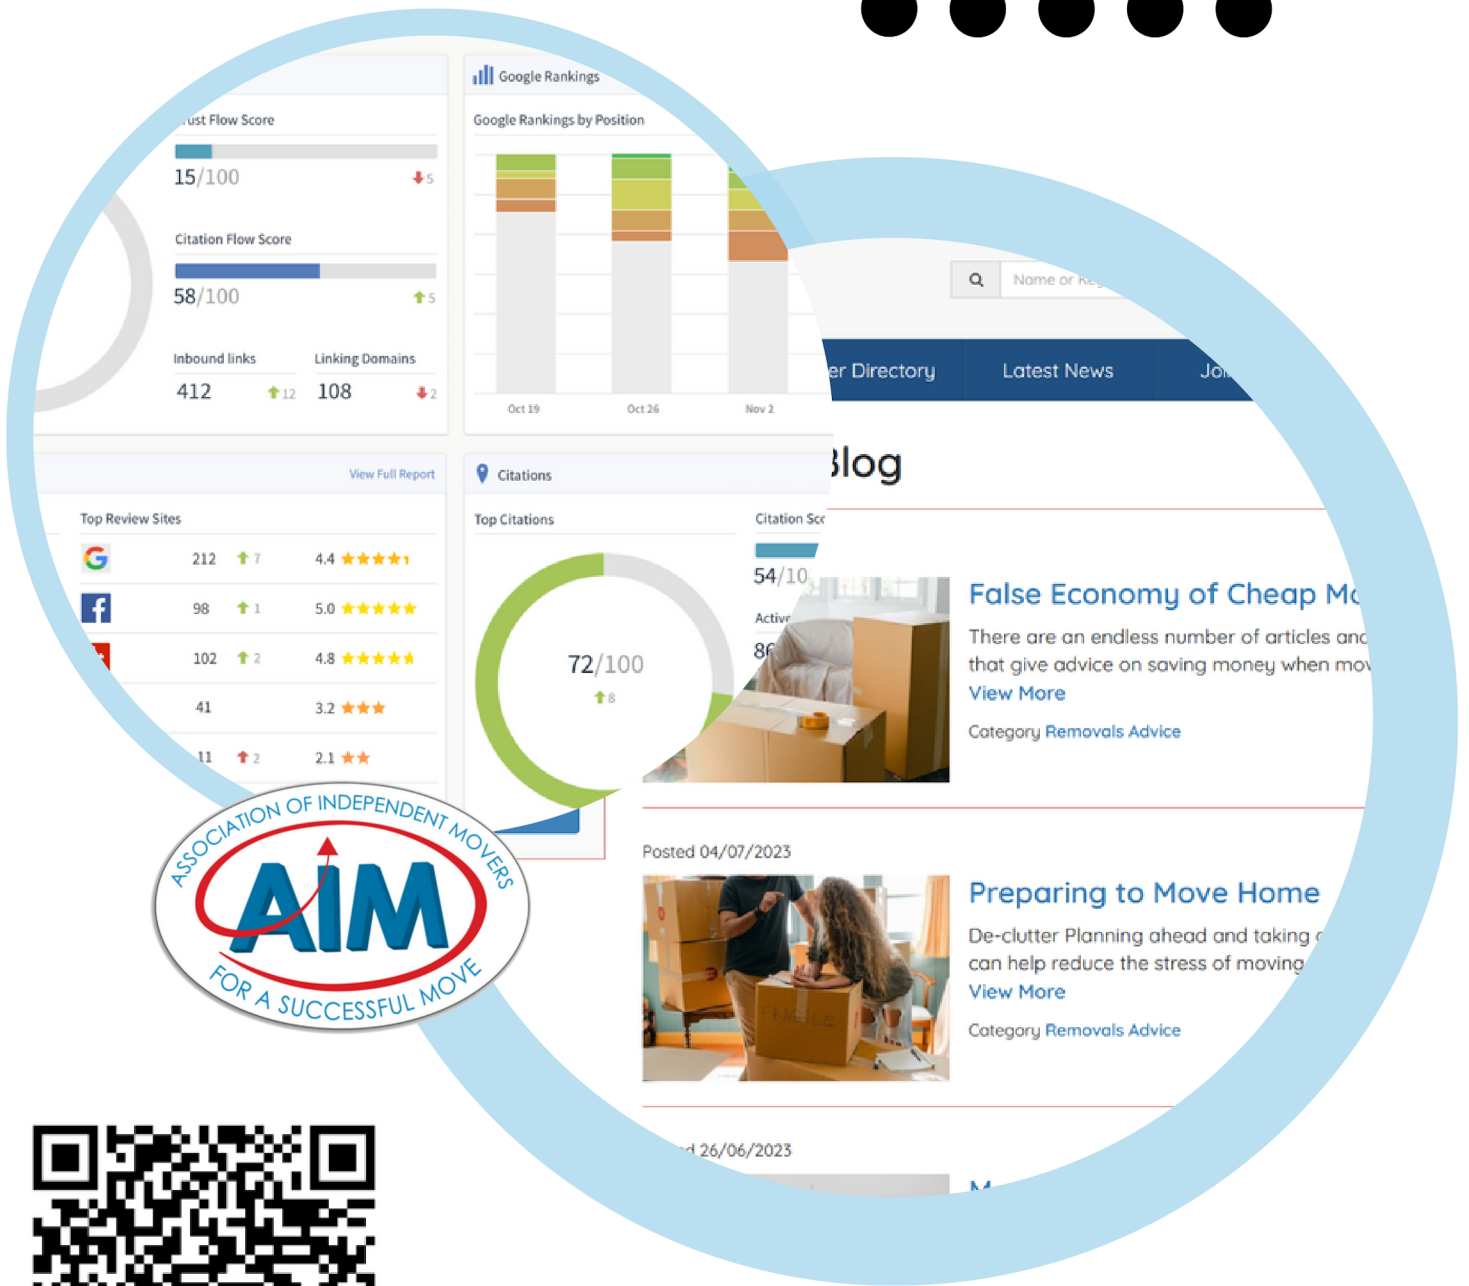 Google Rankings
Flow Score
15/100
5
Citation Flow Score
58/100
5
Inbound links
Linking Domains
412
12
108
2
Google Rankings by Position
Oct 19
Oct 26
Nov 2
View Full Report
Top Review Sites
G
212
7
4.4
f
98
1
5.0
102
2
4.8
41
3.2
11
2
2.1
Citations
Top Citations
72/100
8
Citation
54/10
Active
Name or
Directory
Latest News
Blog
False Economy of Cheap
There are an endless number of articles and
that give advice on saving money when
View More
Category Removals Advice
Posted 04/07/2023
Preparing to Move Home
De-clutter Planning ahead and taking
can help reduce the stress of moving
View More
Category Removals Advice
FRAGILE
26/06/2023
ASSOCIATION OF INDEPENDENT MOVERS
AIM
FOR A SUCCESSFUL MOVE